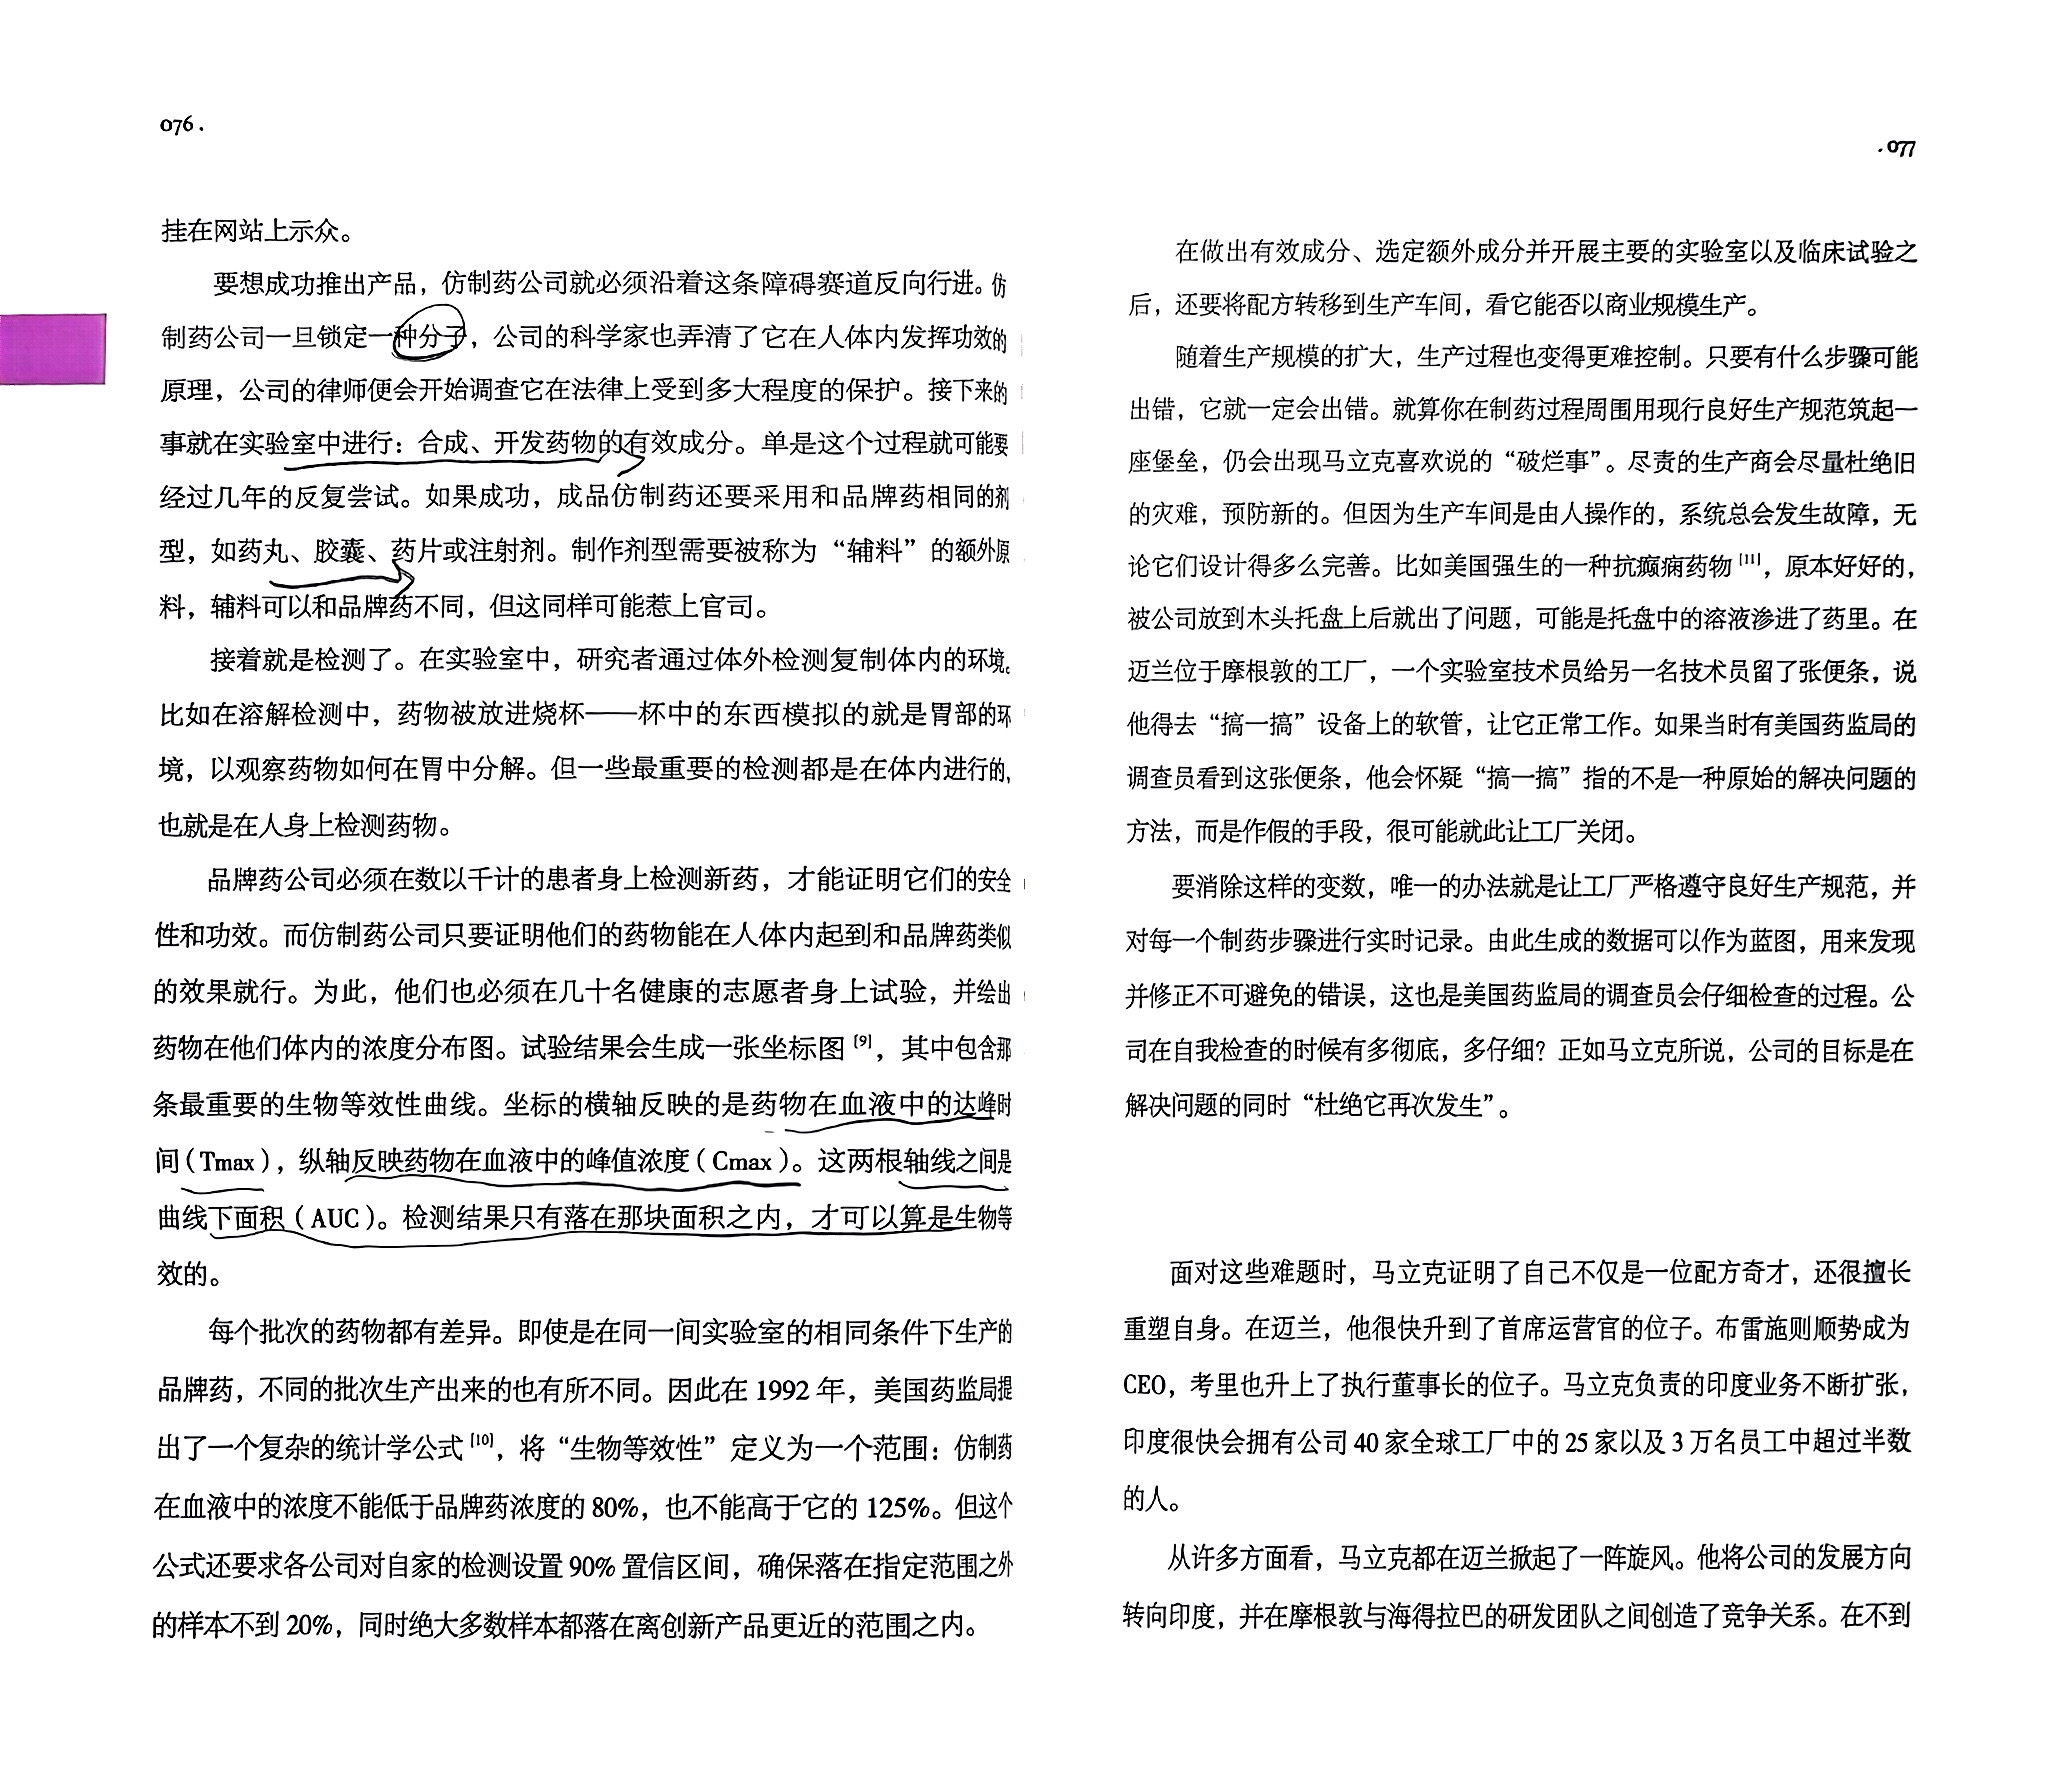 076 .
挂在网站上示众。
要想成功推出产品，仿制药公司就必须沿着这条障碍赛道反向行进。仿
制药公司一旦锁定一种分子，公司的科学家也弄清了它在人体内发挥功效的
原理，公司的律师便会开始调查它在法律上受到多大程度的保护。接下来的
事就在实验室中进行：合成、开发药物的有效成分。单是这个过程就可能要
经过几年的反复尝试。如果成功，成品仿制药还要采用和品牌药相同的剂
型，如药丸、胶囊、药片或注射剂。制作剂型需要被称为“辅料”的额外原
料，辅料可以和品牌药不同，但这同样可能惹上官司。
接着就是检测了。在实验室中，研究者通过体外检测复制体内的环境。
比如在溶解检测中，药物被放进烧杯——杯中的东西模拟的就是胃部的环
境，以观察药物如何在胃中分解。但一些最重要的检测都是在体内进行的，
也就是在人身上检测药物。
品牌药公司必须在数以千计的患者身上检测新药，才能证明它们的安全
性和功效。而仿制药公司只要证明他们的药物能在人体内起到和品牌药类似
的效果就行。为此，他们也必须在几十名健康的志愿者身上试验，并绘出
药物在他们体内的浓度分布图。试验结果会生成一张坐标图[9]，其中包含那
条最重要的生物等效性曲线。坐标的横轴反映的是药物在血液中的达峰时
间（Tmax），纵轴反映药物在血液中的峰值浓度（Cmax）。这两根轴线之间是
曲线下面积（AUC）。检测结果只有落在那块面积之内，才可以算是生物等
效的。
每个批次的药物都有差异。即使是在同一间实验室的相同条件下生产的
品牌药，不同的批次生产出来的也有所不同。因此在 1992 年，美国药监局提
出了一个复杂的统计学公式[10]，将“生物等效性”定义为一个范围：仿制药
在血液中的浓度不能低于品牌药浓度的 80%，也不能高于它的 125%。但这个
公式还要求各公司对自家的检测设置 90% 置信区间，确保落在指定范围之外
的样本不到 20%，同时绝大多数样本都落在离创新产品更近的范围之内。
. 077
在做出有效成分、选定额外成分并开展主要的实验室以及临床试验之
后，还要将配方转移到生产车间，看它能否以商业规模生产。
随着生产规模的扩大，生产过程也变得更难控制。只要有什么步骤可能
出错，它就一定会出错。就算你在制药过程周围用现行良好生产规范筑起一
座堡垒，仍会出现马立克喜欢说的“破烂事”。尽责的生产商会尽量杜绝旧
的灾难，预防新的。但因为生产车间是由人操作的，系统总会发生故障，无
论它们设计得多么完善。比如美国强生的一种抗癫痫药物[11]，原本好好的，
被公司放到木头托盘上后就出了问题，可能是托盘中的溶液渗进了药里。在
迈兰位于摩根敦的工厂，一个实验室技术员给另一名技术员留了张便条，说
他得去“搞一搞”设备上的软管，让它正常工作。如果当时有美国药监局的
调查员看到这张便条，他会怀疑“搞一搞”指的不是一种原始的解决问题的
方法，而是作假的手段，很可能就此让工厂关闭。
要消除这样的变数，唯一的办法就是让工厂严格遵守良好生产规范，并
对每一个制药步骤进行实时记录。由此生成的数据可以作为蓝图，用来发现
并修正不可避免的错误，这也是美国药监局的调查员会仔细检查的过程。公
司在自我检查的时候有多彻底，多仔细？正如马立克所说，公司的目标是在
解决问题的同时“杜绝它再次发生”。
面对这些难题时，马立克证明了自己不仅是一位配方奇才，还很擅长
重塑自身。在迈兰，他很快升到了首席运营官的位子。布雷施则顺势成为
CEO，考里也升上了执行董事长的位子。马立克负责的印度业务不断扩张，
印度很快会拥有公司 40 家全球工厂中的 25 家以及 3 万名员工中超过半数
的人。
从许多方面看，马立克都在迈兰掀起了一阵旋风。他将公司的发展方向
转向印度，并在摩根敦与海得拉巴的研发团队之间创造了竞争关系。在不到